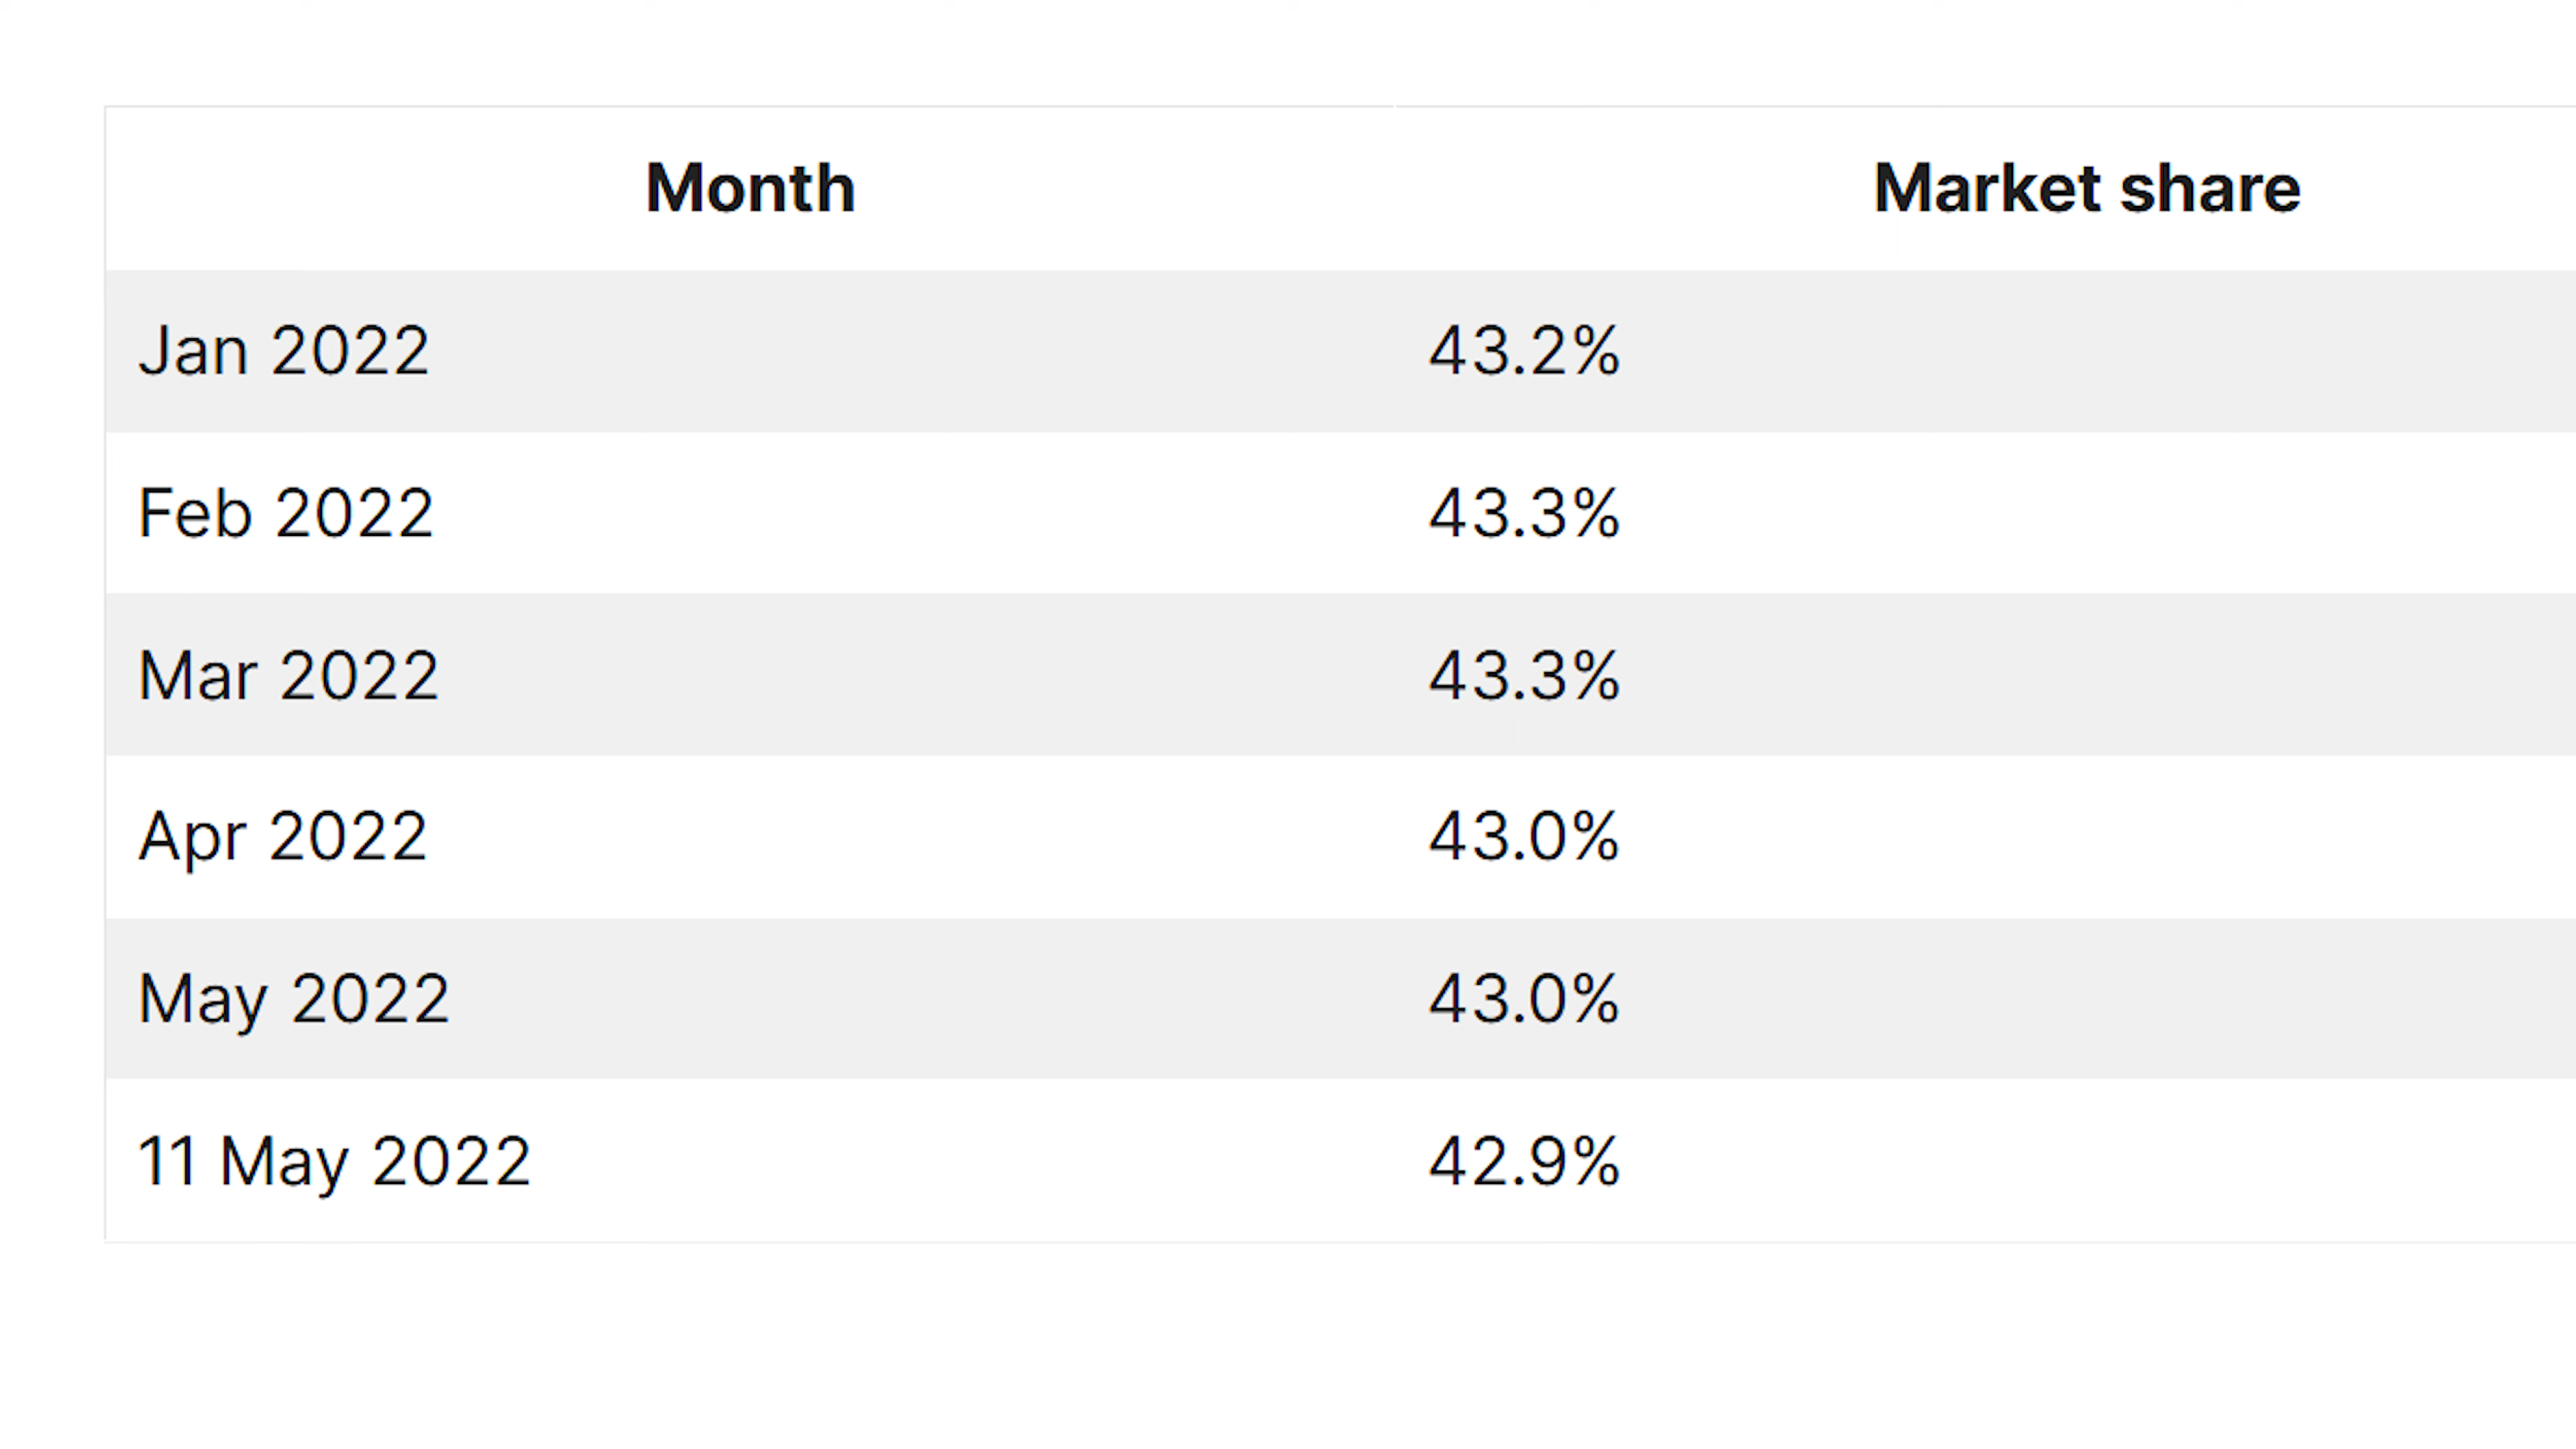 Month Market share
Jan 2022 43.2%
Feb 2022 43.3%
Mar 2022 43.3%
Apr 2022 43.0%
May 2022 43.0%
11 May 2022 42.9%